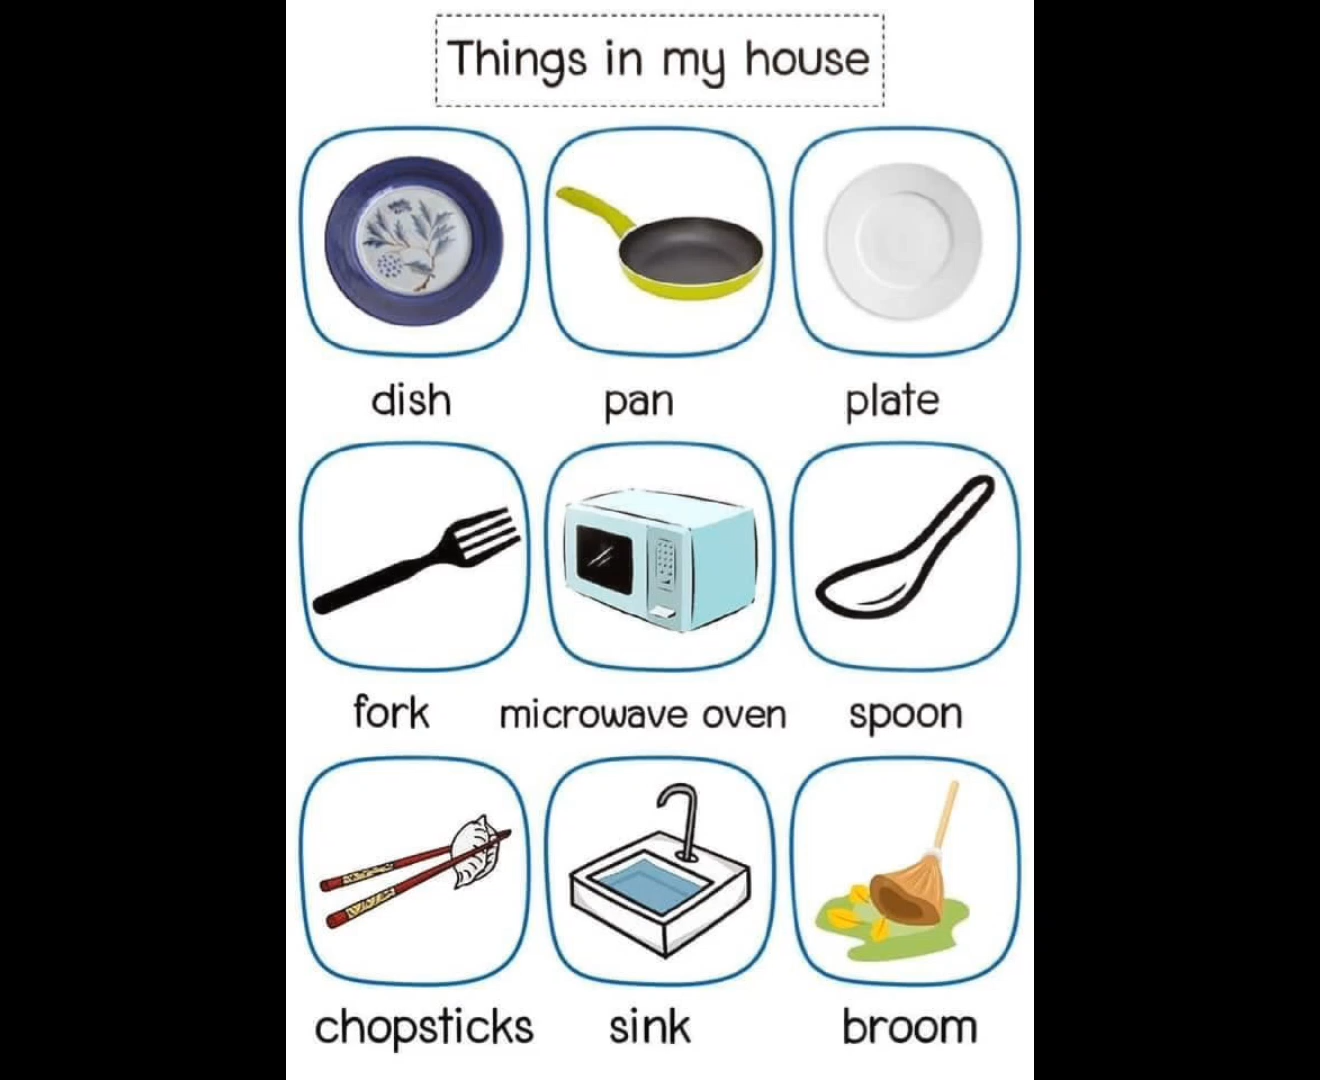 Things in my house
dish
pan
plate
fork
microwave oven
spoon
chopsticks
sink
broom